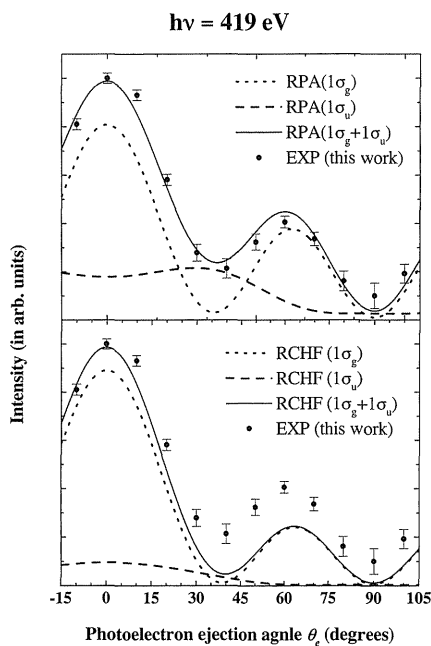 hν = 419 eV
RPA(1σg)
RPA(1σu)
RPA(1σg+1σu)
EXP (this work)
RCHF (1σg)
RCHF (1σu)
RCHF (1σg+1σu)
EXP (this work)
Intensity (in arb. units)
-15 0 15 30 45 60 75 90 105
Photoelectron ejection agnle θe (degrees)